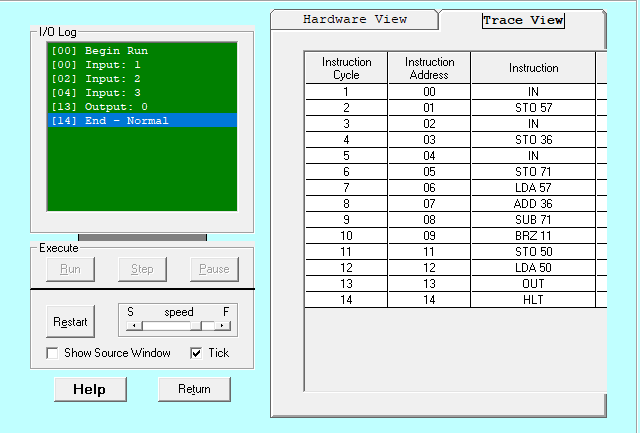 Hardware View
Trace View
I/O Log
[00] Begin Run
[00] Input: 1
[02] Input: 2
[04] Input: 3
[13] Output: 0
[14] End - Normal
Execute
Run Step Pause
Restart
S speed F
Show Source Window Tick
Help Return
Instruction Cycle Instruction Address Instruction
1 00 IN
2 01 STO 57
3 02 IN
4 03 STO 36
5 04 IN
6 05 STO 71
7 06 LDA 57
8 07 ADD 36
9 08 SUB 71
10 09 BRZ 11
11 11 STO 50
12 12 LDA 50
13 13 OUT
14 14 HLT